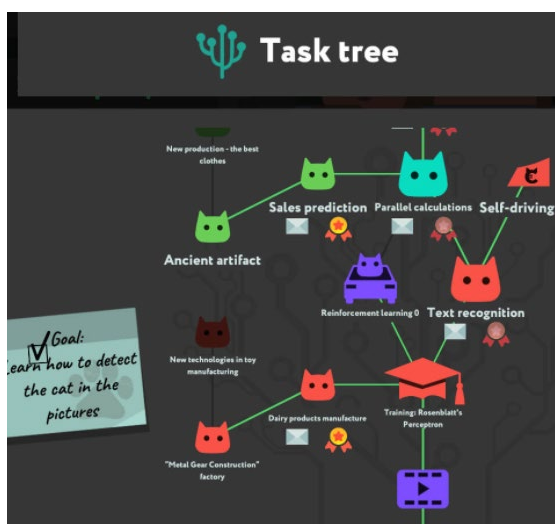 Task tree
New production - the best
clothes
Sales prediction
Parallel calculations
Self-driving
Ancient artifact
Reinforcement learning 0
Text recognition
Goal:
Learn how to detect
the cat in the
pictures
New technologies in toy
manufacturing
Dairy products manufacture
Training: Rosenblatt's
Perceptron
"Metal Gear Construction"
factory